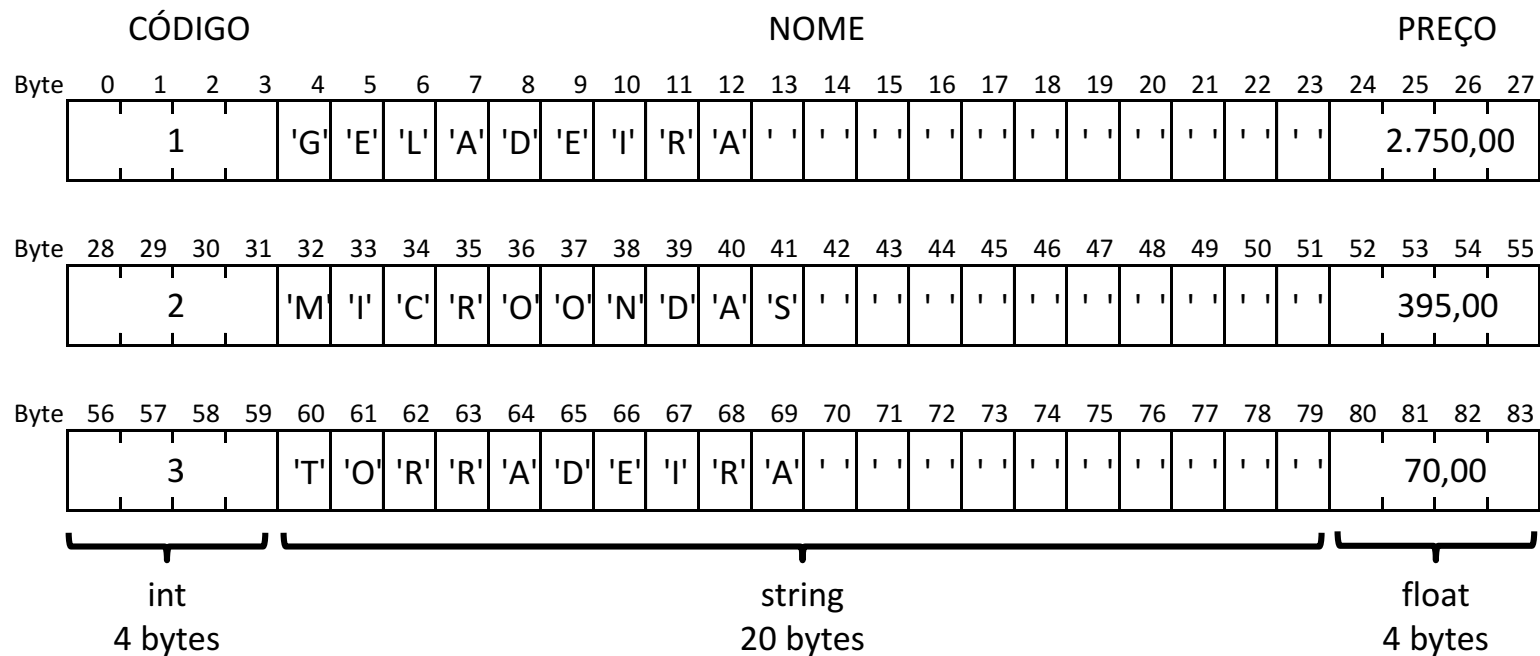 CÓDIGO NOME PREÇO
Byte 0 1 2 3 4 5 6 7 8 9 10 11 12 13 14 15 16 17 18 19 20 21 22 23 24 25 26 27
1 'G' 'E' 'L' 'A' 'D' 'E' 'I' 'R' 'A' ' ' ' ' ' ' ' ' ' ' ' ' ' ' ' ' ' ' ' ' ' ' 2.750,00
Byte 28 29 30 31 32 33 34 35 36 37 38 39 40 41 42 43 44 45 46 47 48 49 50 51 52 53 54 55
2 'M' 'I' 'C' 'R' 'O' 'O' 'N' 'D' 'A' 'S' ' ' ' ' ' ' ' ' ' ' ' ' ' ' ' ' ' ' ' ' 395,00
Byte 56 57 58 59 60 61 62 63 64 65 66 67 68 69 70 71 72 73 74 75 76 77 78 79 80 81 82 83
3 'T' 'O' 'R' 'R' 'A' 'D' 'E' 'I' 'R' 'A' ' ' ' ' ' ' ' ' ' ' ' ' ' ' ' ' ' ' ' ' 70,00
int string float
4 bytes 20 bytes 4 bytes